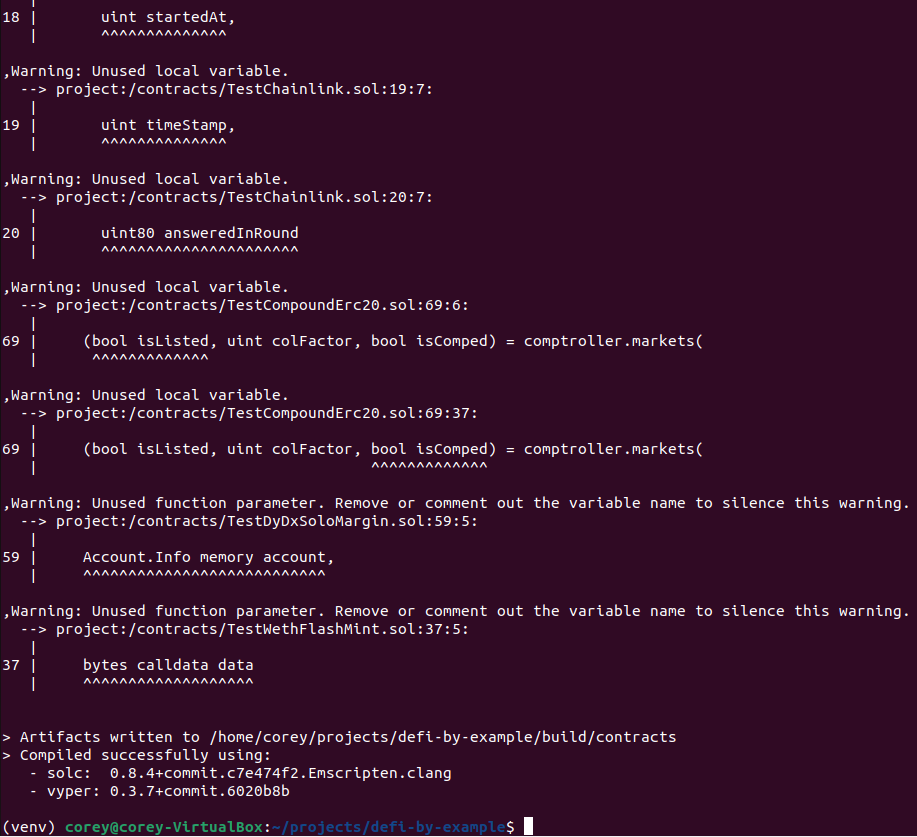 18 |       uint startedAt,
   |       ^^^^^^^^^^^^^^
,Warning: Unused local variable.
  --> project:/contracts/TestChainlink.sol:19:7:
   |
19 |       uint timeStamp,
   |       ^^^^^^^^^^^^^^
,Warning: Unused local variable.
  --> project:/contracts/TestChainlink.sol:20:7:
   |
20 |       uint80 answeredInRound
   |       ^^^^^^^^^^^^^^^^^^^^^^
,Warning: Unused local variable.
  --> project:/contracts/TestCompoundErc20.sol:69:6:
   |
69 |     (bool isListed, uint colFactor, bool isComped) = comptroller.markets(
   |      ^^^^^^^^^^^^^
,Warning: Unused local variable.
  --> project:/contracts/TestCompoundErc20.sol:69:37:
   |
69 |     (bool isListed, uint colFactor, bool isComped) = comptroller.markets(
   |                                     ^^^^^^^^^^^^^
,Warning: Unused function parameter. Remove or comment out the variable name to silence this warning.
  --> project:/contracts/TestDyDxSoloMargin.sol:59:5:
   |
59 |     Account.Info memory account,
   |     ^^^^^^^^^^^^^^^^^^^^^^^^^^^
,Warning: Unused function parameter. Remove or comment out the variable name to silence this warning.
  --> project:/contracts/TestWethFlashMint.sol:37:5:
   |
37 |     bytes calldata data
   |     ^^^^^^^^^^^^^^^^^^^
> Artifacts written to /home/corey/projects/defi-by-example/build/contracts
> Compiled successfully using:
   - solc:  0.8.4+commit.c7e474f2.Emscripten.clang
   - vyper: 0.3.7+commit.6020b8b
(venv) corey@corey-VirtualBox:~/projects/defi-by-example$